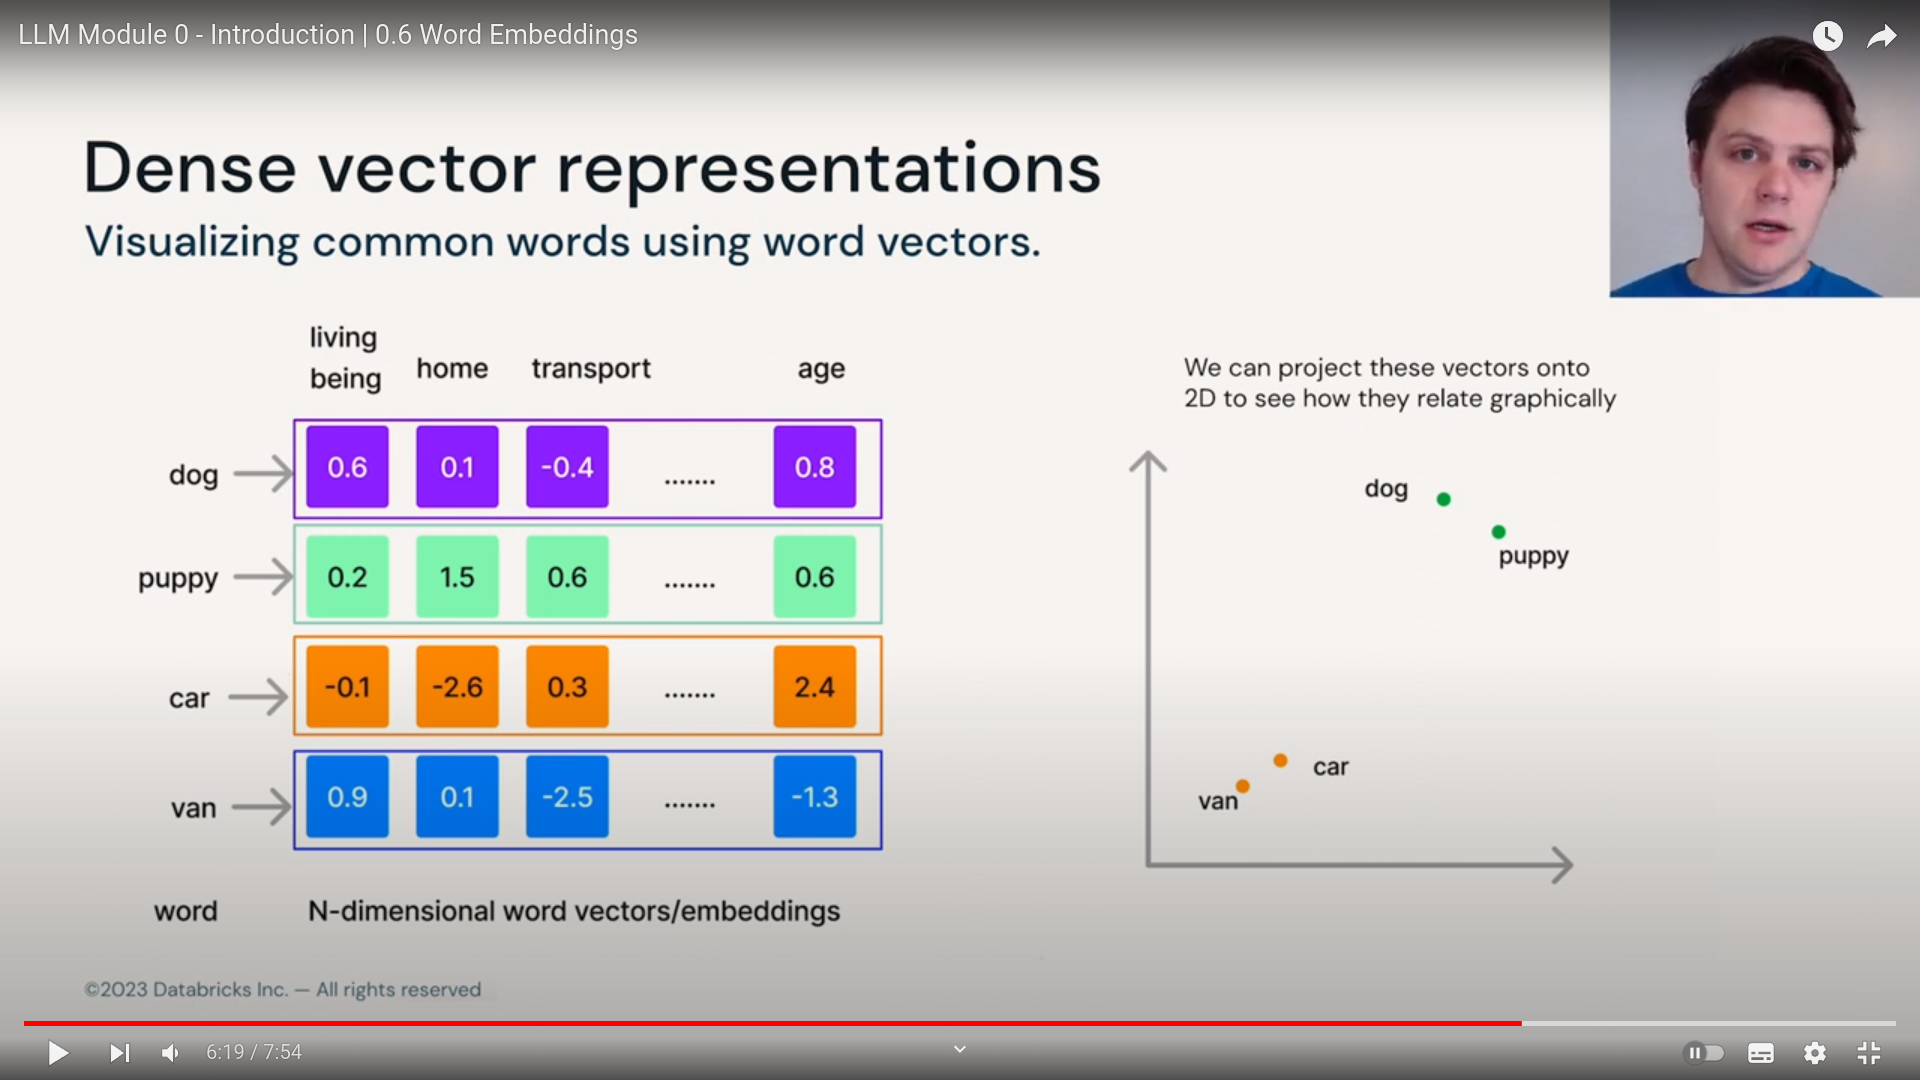 LLM Module 0 - Introduction | 0.6 Word Embeddings
Dense vector representations
Visualizing common words using word vectors.
living
being
home
transport
age
dog
0.6
0.1
-0.4
.......
0.8
puppy
0.2
1.5
0.6
.......
0.6
car
-0.1
-2.6
0.3
.......
2.4
van
0.9
0.1
-2.5
.......
-1.3
word
N-dimensional word vectors/embeddings
We can project these vectors onto
2D to see how they relate graphically
dog
puppy
car
van
©2023 Databricks Inc. — All rights reserved
6:19 / 7:54